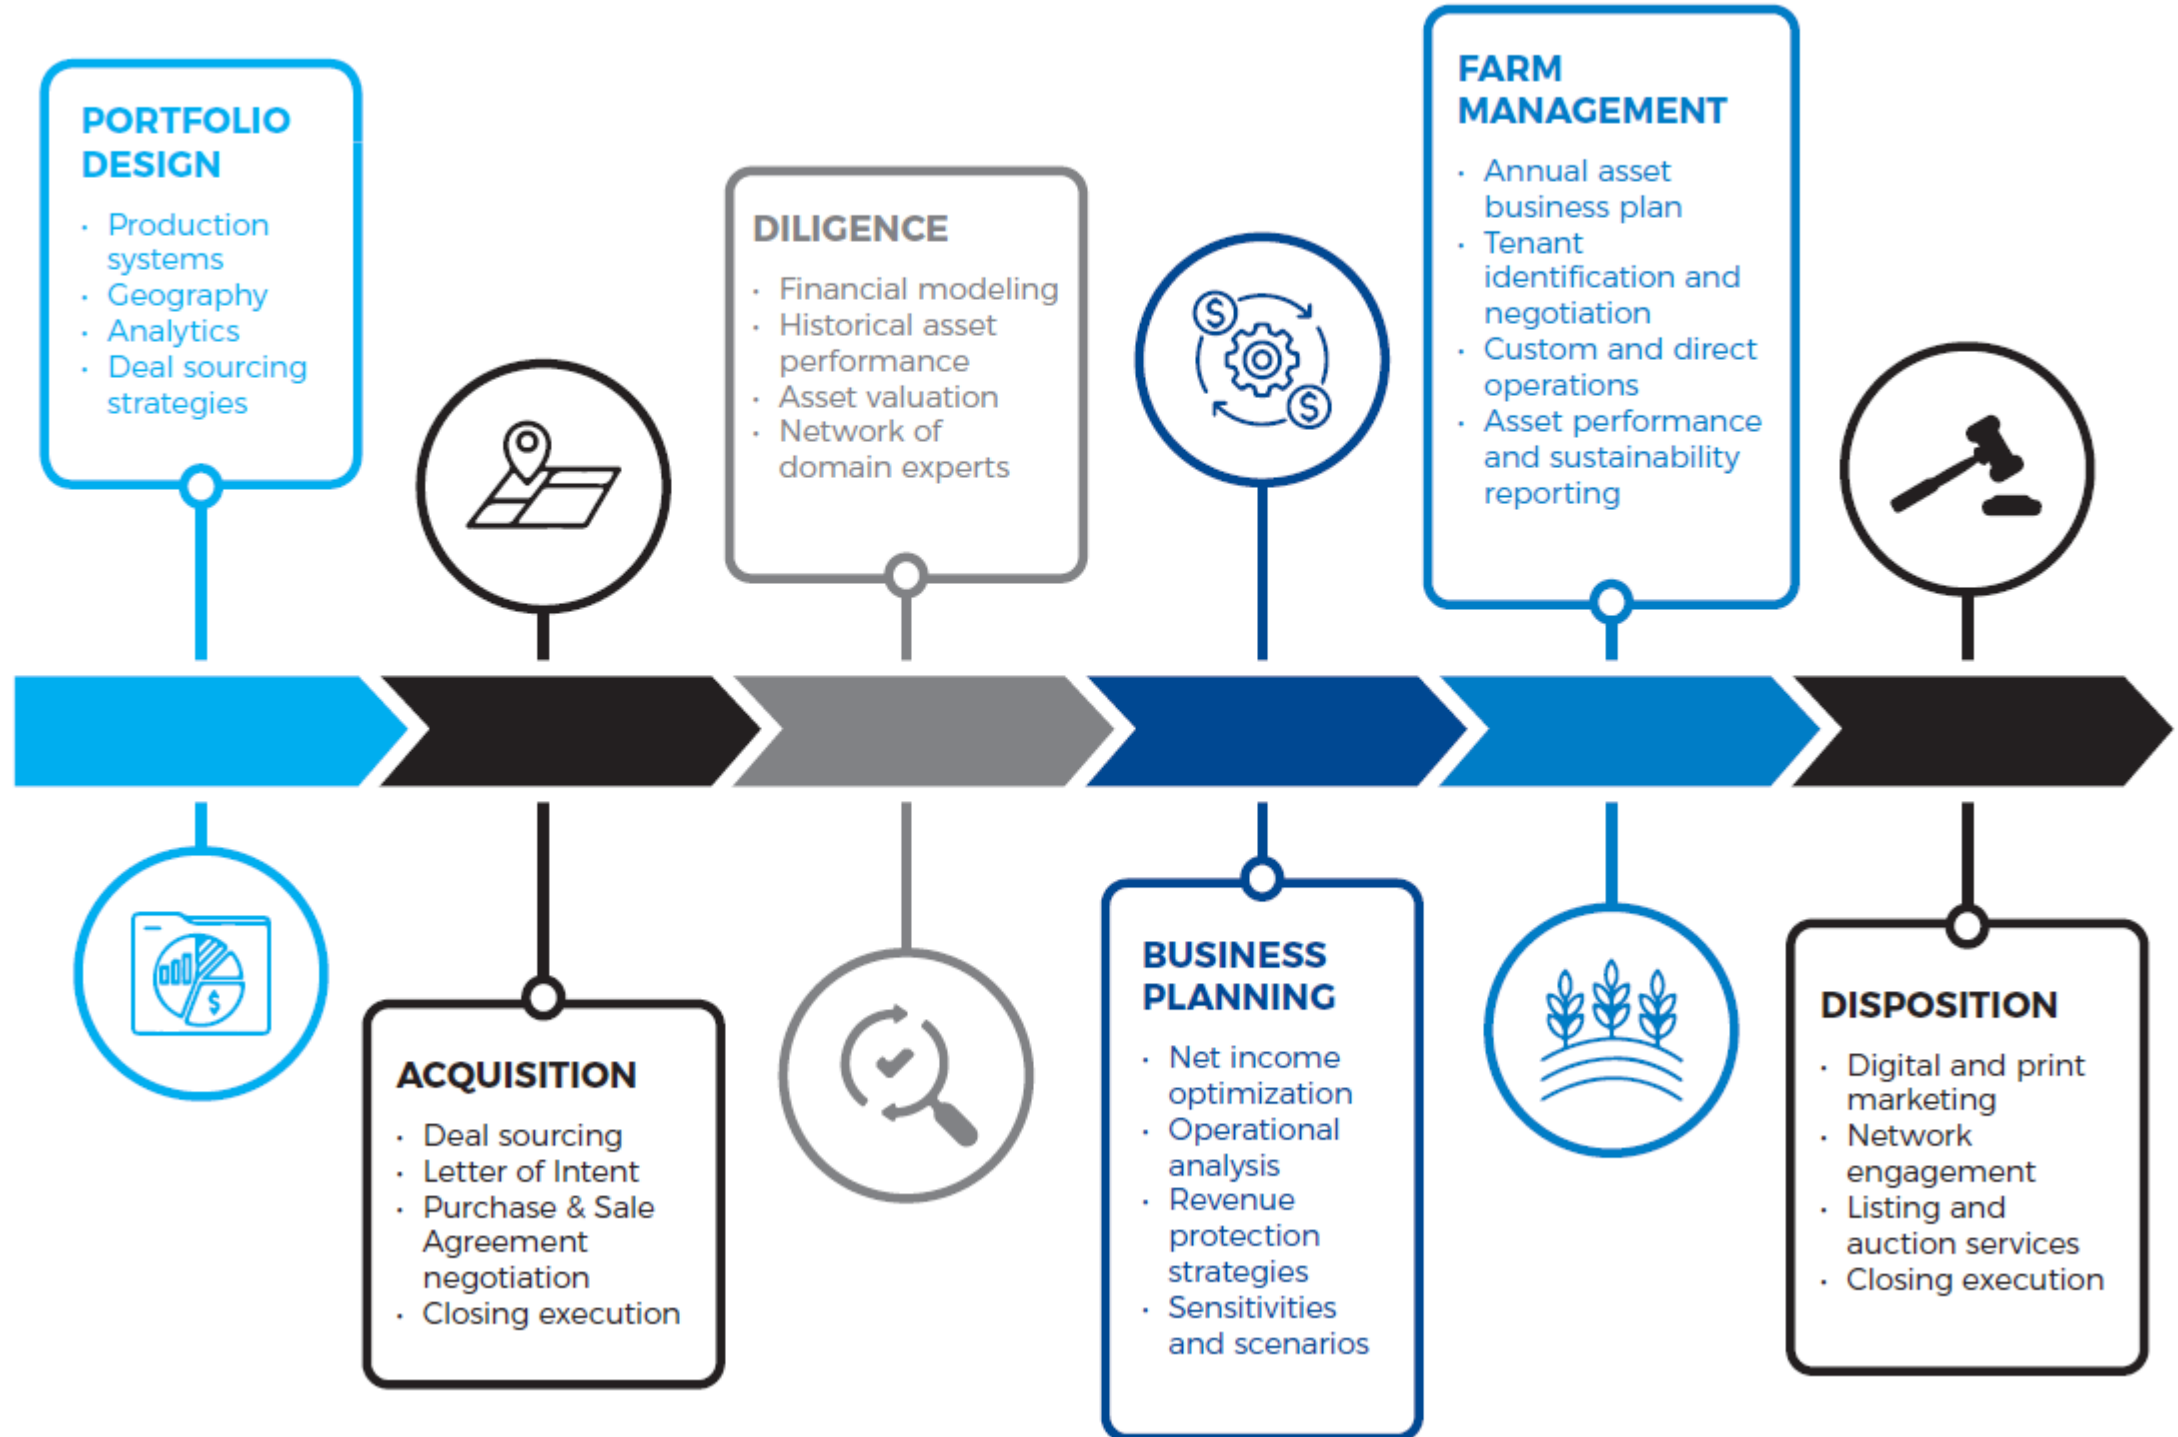 PORTFOLIO
DESIGN
· Production
systems
· Geography
· Analytics
· Deal sourcing
strategies
ACQUISITION
· Deal sourcing
· Letter of Intent
· Purchase & Sale
Agreement
negotiation
· Closing execution
DILIGENCE
· Financial modeling
· Historical asset
performance
· Asset valuation
· Network of
domain experts
$
$
BUSINESS
PLANNING
· Net income
optimization
· Operational
analysis
· Revenue
protection
strategies
· Sensitivities
and scenarios
FARM
MANAGEMENT
· Annual asset
business plan
· Tenant
identification and
negotiation
· Custom and direct
operations
· Asset performance
and sustainability
reporting
DISPOSITION
· Digital and print
marketing
· Network
engagement
· Listing and
auction services
· Closing execution
$